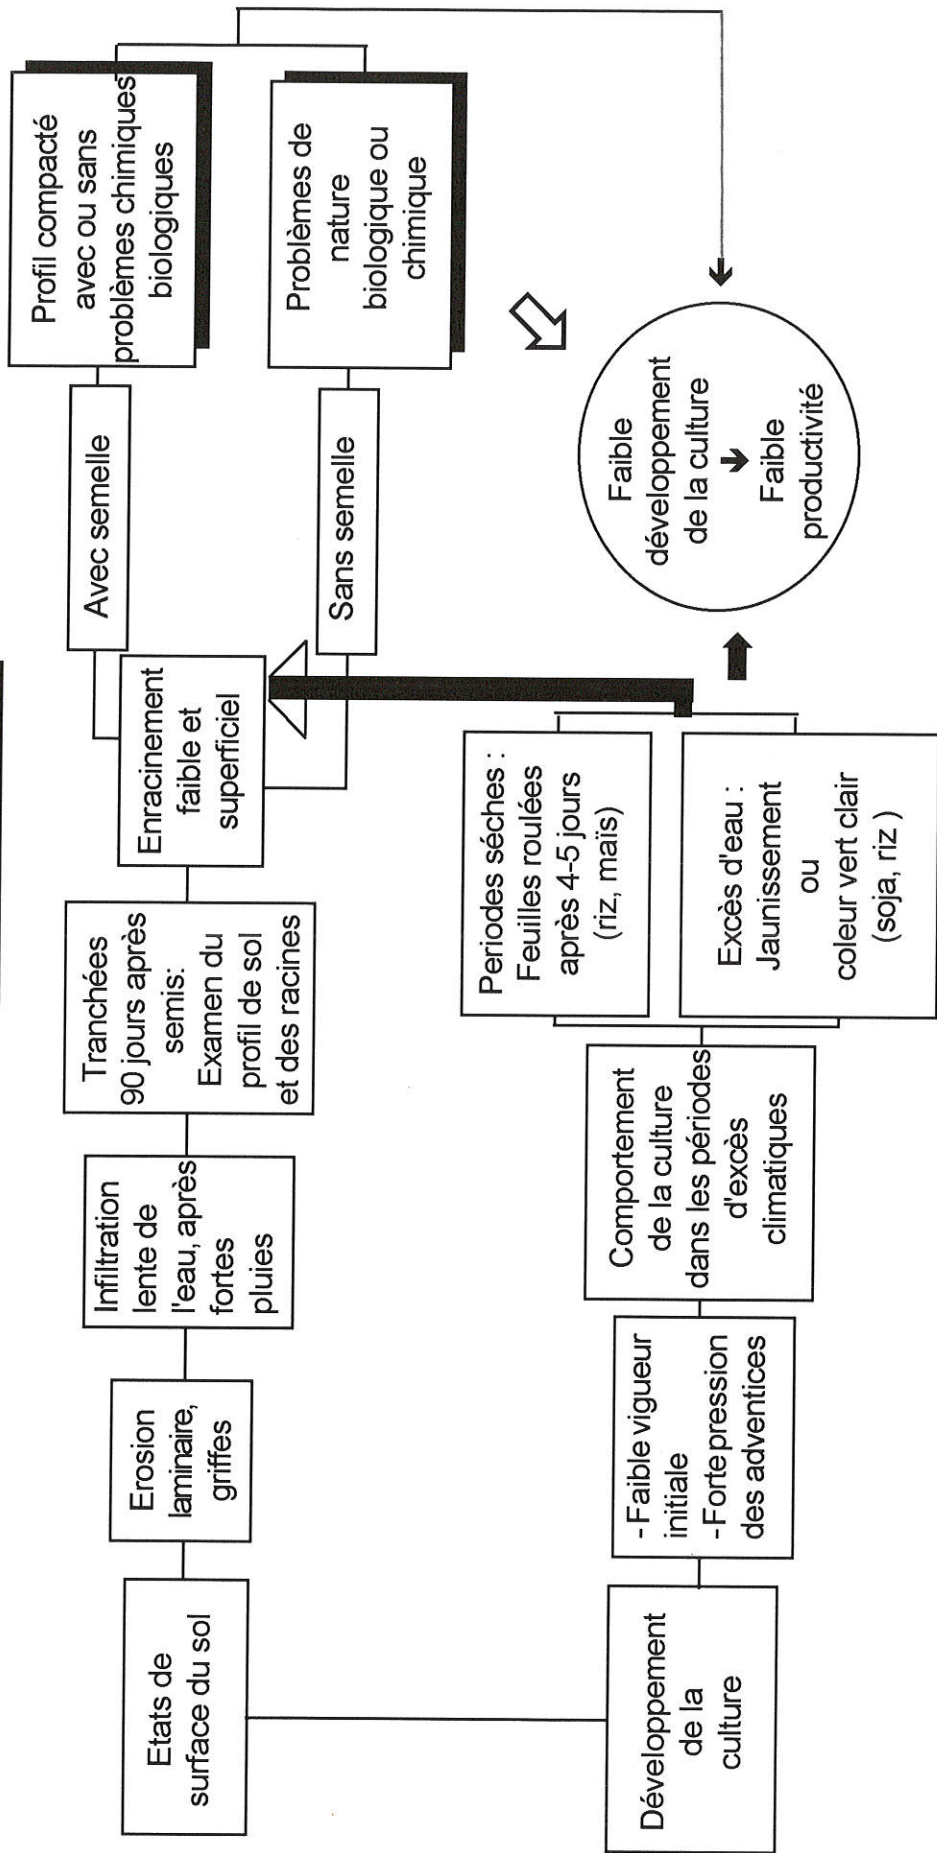 Etats de
surface du sol
Erosion
laminaire,
griffes
Infiltration
lente de
l'eau, après
fortes
pluies
Tranchées
90 jours après
semis:
Examen du
profil de sol
et des racines
Enracinement
faible et
superficiel
Avec semelle
Profil compacté
avec ou sans
problèmes chimiques
biologiques
Sans semelle
Problèmes de
nature
biologique ou
chimique
Développement
de la
culture
- Faible vigueur
initiale
- Forte pression
des adventices
Comportement
de la culture
dans les périodes
d'excès
climatiques
Periodes séches :
Feuilles roulées
après 4-5 jours
(riz, maïs)
Excès d'eau :
Jaunissement
ou
coleur vert clair
(soja, riz )
Faible
développement
de la culture
Faible
productivité